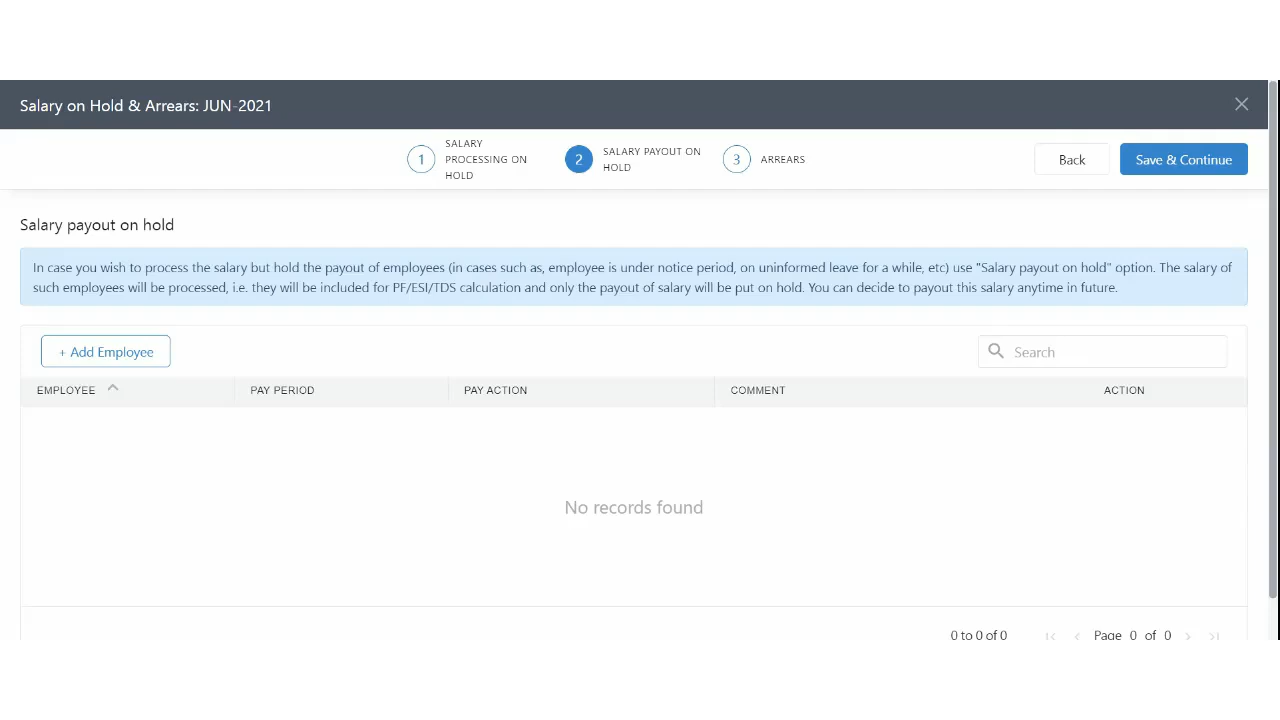 Salary on Hold & Arrears: JUN-2021
1
SALARY
PROCESSING ON
HOLD
2
SALARY PAYOUT ON
HOLD
3
ARREARS
Back
Save & Continue
Salary payout on hold
In case you wish to process the salary but hold the payout of employees (in cases such as, employee is under notice period, on uninformed leave for a while, etc) use "Salary payout on hold" option. The salary of
such employees will be processed, i.e. they will be included for PF/ESI/TDS calculation and only the payout of salary will be put on hold. You can decide to payout this salary anytime in future.
+ Add Employee
Search
EMPLOYEE PAY PERIOD PAY ACTION COMMENT ACTION
No records found
0 to 0 of 0 Page 0 of 0